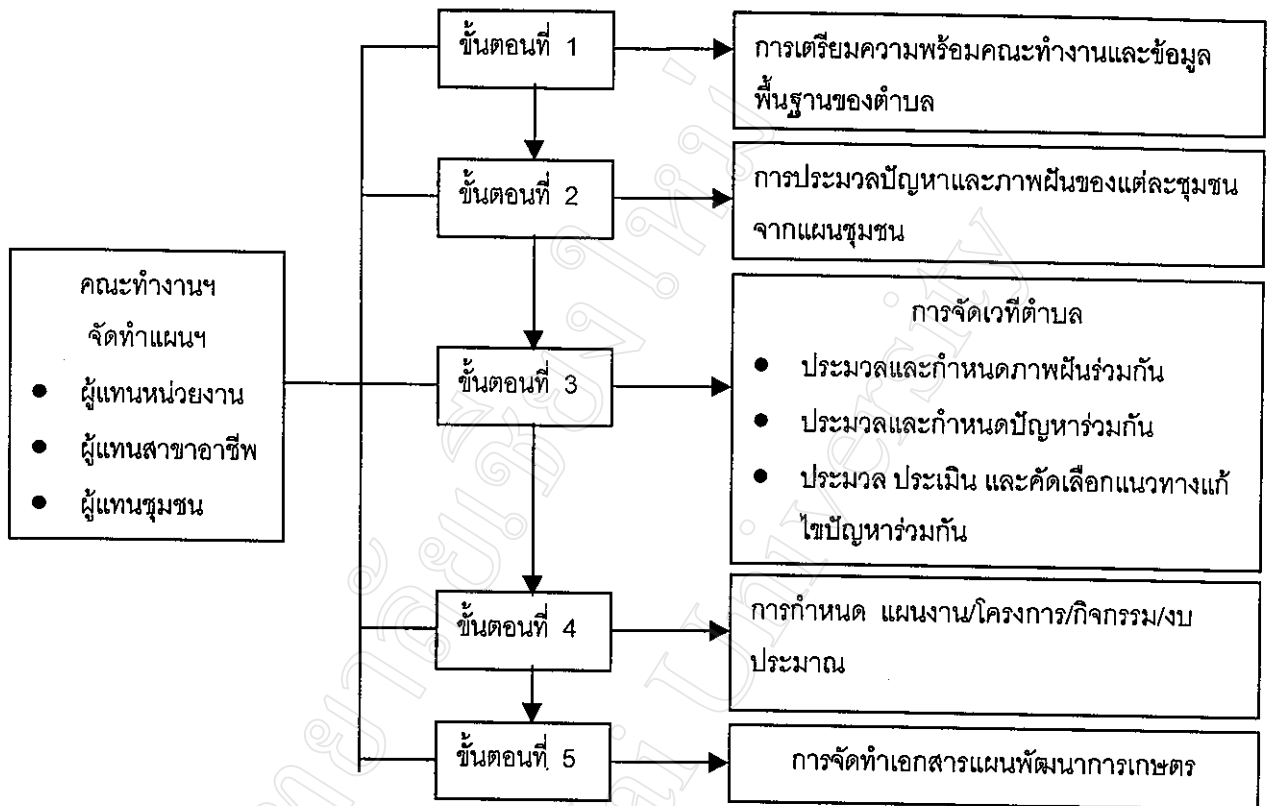 คณะทำงานฯ
จัดทำแผนฯ
● ผู้แทนหน่วยงาน
● ผู้แทนสาขาอาชีพ
● ผู้แทนชุมชน
ขั้นตอนที่ 1
การเตรียมความพร้อมคณะทำงานและข้อมูล
พื้นฐานของตำบล
ขั้นตอนที่ 2
การประมวลปัญหาและภาพฝันของแต่ละชุมชน
จากแผนชุมชน
ขั้นตอนที่ 3
การจัดเวทีตำบล
● ประมวลและกำหนดภาพฝันร่วมกัน
● ประมวลและกำหนดปัญหาร่วมกัน
● ประมวล ประเมิน และคัดเลือกแนวทางแก้
ไขปัญหาร่วมกัน
ขั้นตอนที่ 4
การกำหนด แผนงาน/โครงการ/กิจกรรม/งบ
ประมาณ
ขั้นตอนที่ 5
การจัดทำเอกสารแผนพัฒนาการเกษตร
University